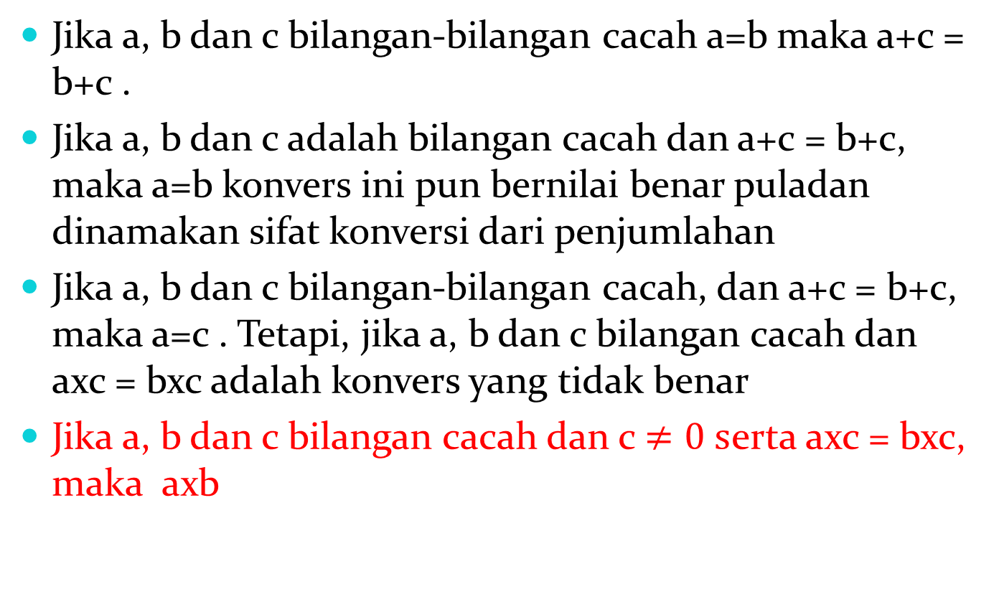 • Jika a, b dan c bilangan-bilangan cacah a=b maka a+c =
b+c .
• Jika a, b dan c adalah bilangan cacah dan a+c = b+c,
maka a=b konvers ini pun bernilai benar puladan
dinamakan sifat konversi dari penjumlahan
• Jika a, b dan c bilangan-bilangan cacah, dan a+c = b+c,
maka a=c . Tetapi, jika a, b dan c bilangan cacah dan
axc = bxc adalah konvers yang tidak benar
• Jika a, b dan c bilangan cacah dan c ≠ 0 serta axc = bxc,
maka  axb